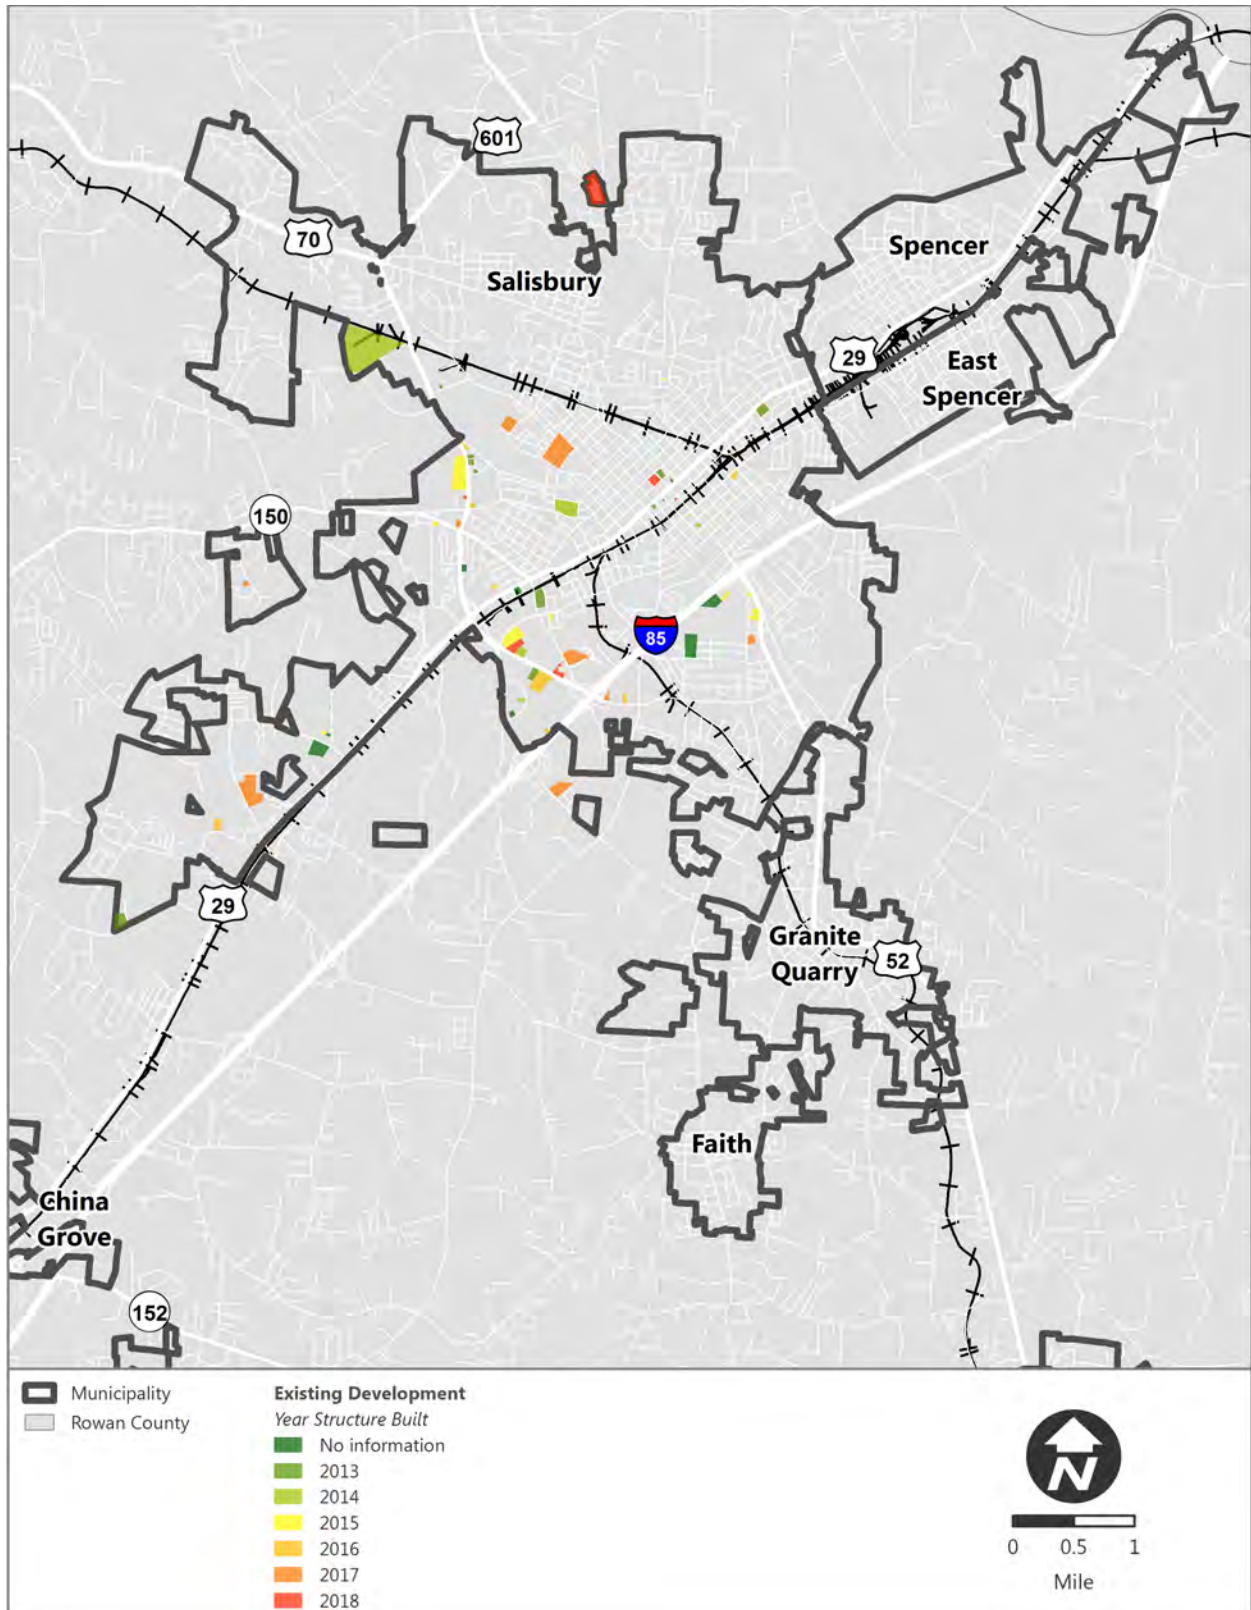 601
70
Spencer
Salisbury
29
East
Spencer
150
85
29
Granite
Quarry
52
Faith
China
Grove
152
Municipality
Rowan County
Existing Development
Year Structure Built
No information
2013
2014
2015
2016
2017
2018
N
0 0.5 1
Mile